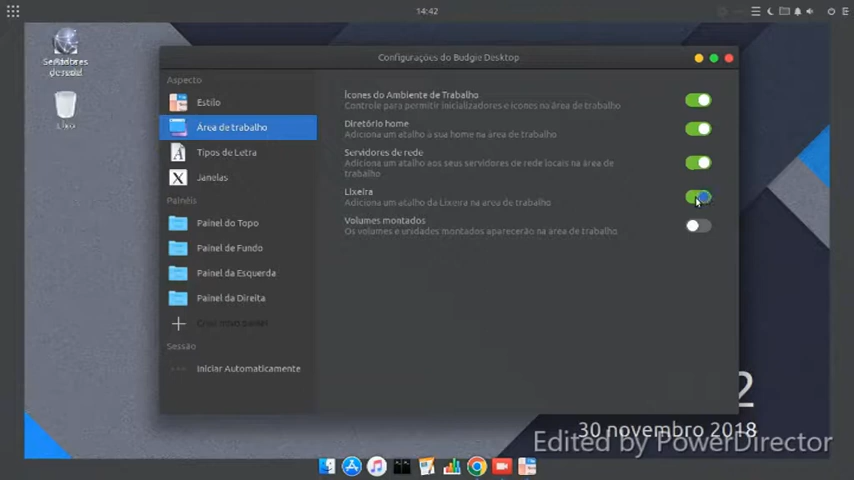 14:42
Servidores
de rede
Lixo
Configurações do Budgie Desktop
Aspecto
Estilo
Área de trabalho
Tipos de Letra
Janelas
Painéis
Painel do Topo
Painel de Fundo
Painel da Esquerda
Painel da Direita
Criar novo painel
Sessão
Iniciar Automaticamente
Ícones do Ambiente de Trabalho
Controle para permitir inicializadores e ícones na área de trabalho
Diretório home
Adiciona um atalho à sua home na área de trabalho
Servidores de rede
Adiciona um atalho aos seus servidores de rede locais na área de
trabalho
Lixeira
Adiciona um atalho da Lixeira na área de trabalho
Volumes montados
Os volumes e unidades montados aparecerão na área de trabalho
2
30 novembro 2018
Edited by PowerDirector